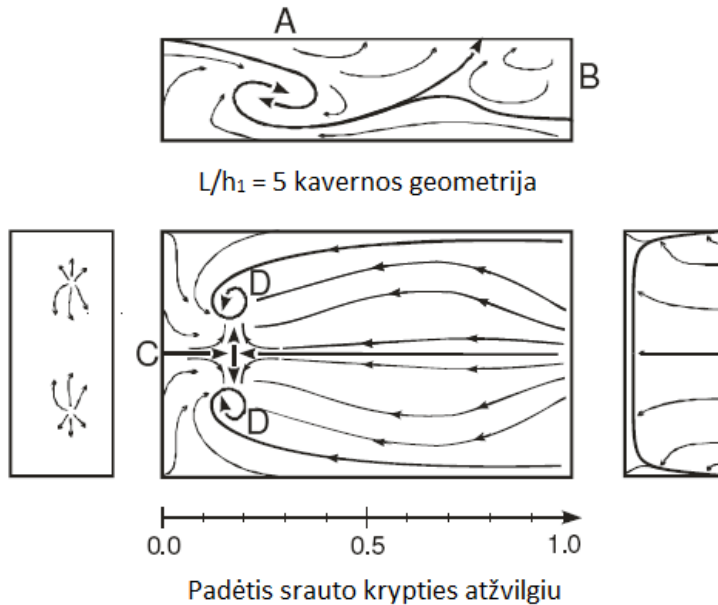 A
B
L/h₁ = 5 kavernos geometrija
D
C
D
0.0 0.5 1.0
Padėtis srauto krypties atžvilgiu